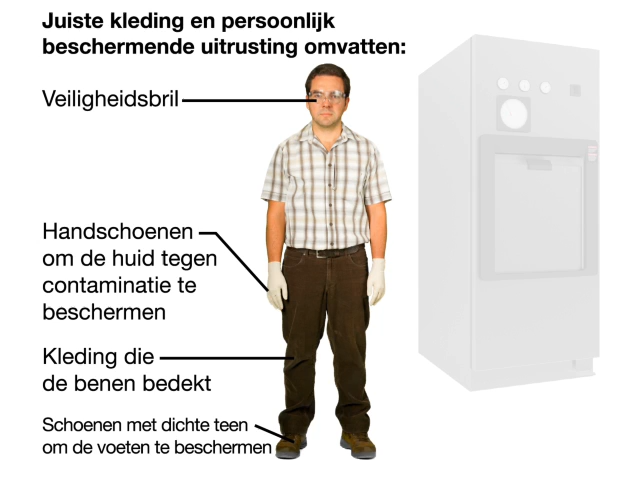 Juiste kleding en persoonlijk
beschermende uitrusting omvatten:
Veiligheidsbril
Handschoenen
om de huid tegen
contaminatie te
beschermen
Kleding die
de benen bedekt
Schoenen met dichte teen
om de voeten te beschermen